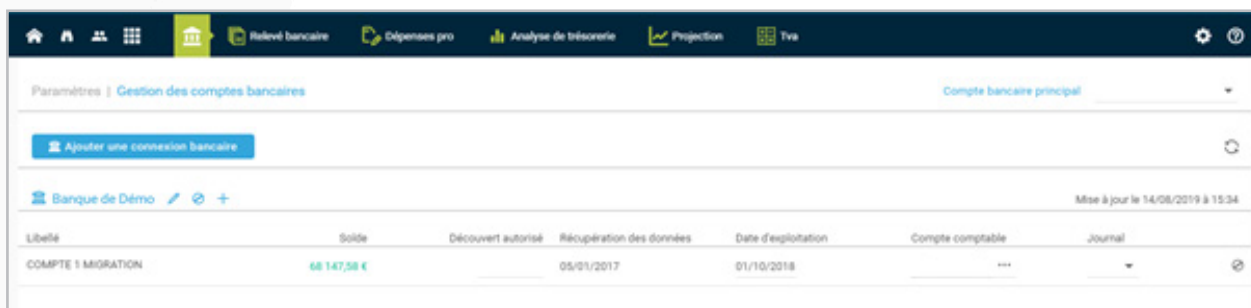 Relevé bancaire Dépenses pro Analyse de trésorerie Projection Tva
Paramètres | Gestion des comptes bancaires Compte bancaire principal
Ajouter une connexion bancaire
Banque de Démo Mise à jour le 14/08/2019 à 15:34
Libellé Solde Découvert autorisé Récupération des données Date d'exploitation Compte comptable Journal
COMPTE 1 MIGRATION 68 147,58 € 05/01/2017 01/10/2018 ...